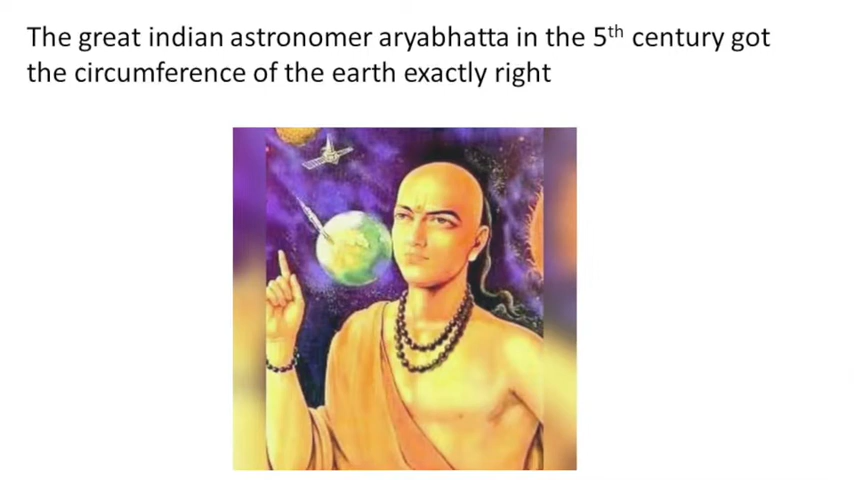 The great indian astronomer aryabhatta in the 5th century got
the circumference of the earth exactly right